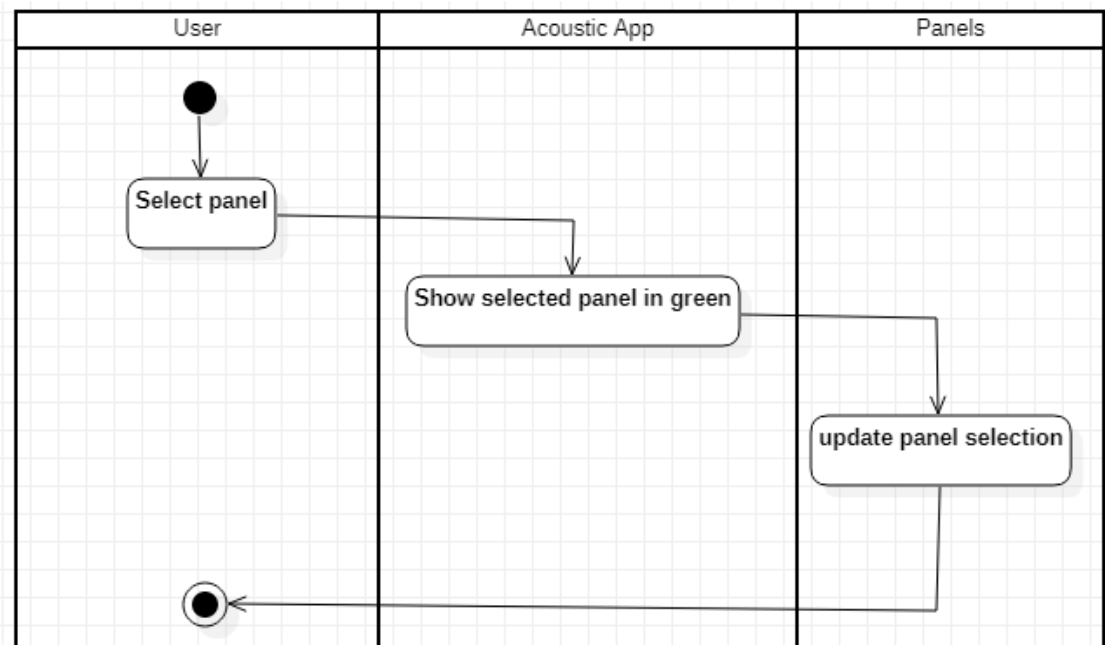 User
Acoustic App
Panels
Select panel
Show selected panel in green
update panel selection